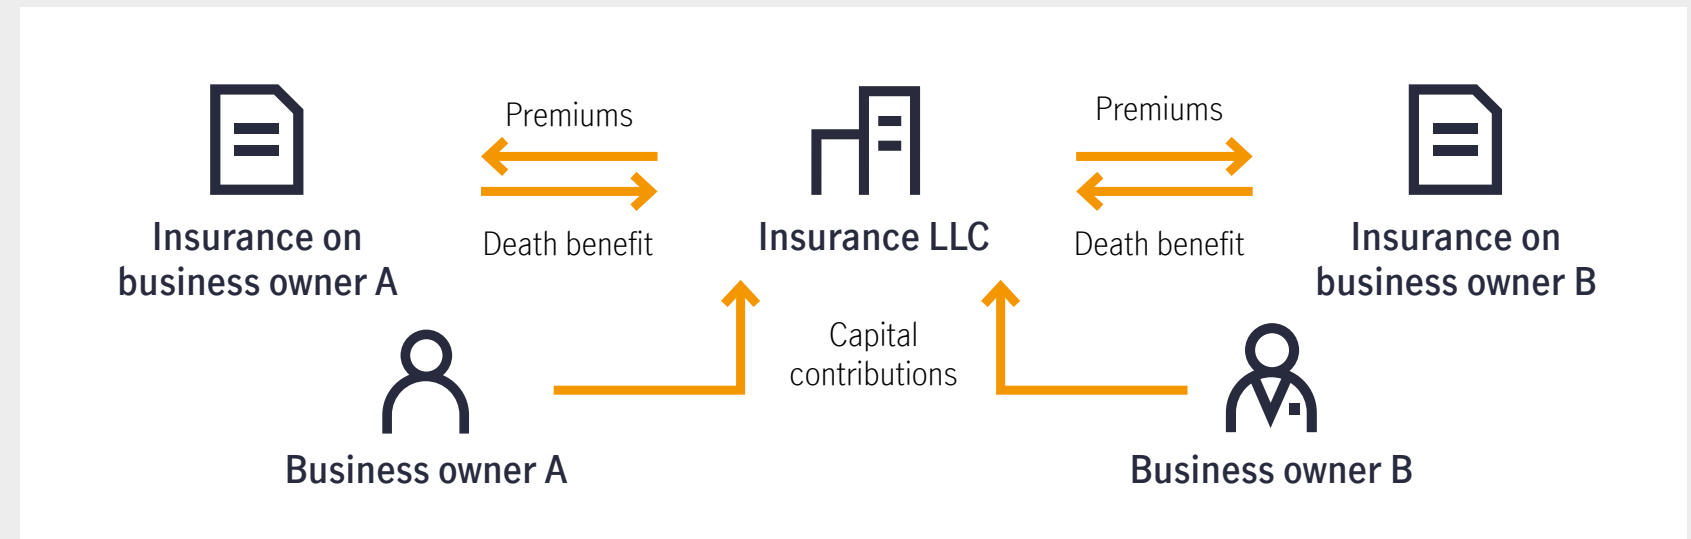 Premiums
Premiums
Insurance on
business owner A
Death benefit
Insurance LLC
Death benefit
Insurance on
business owner B
Capital
contributions
Business owner A
Business owner B